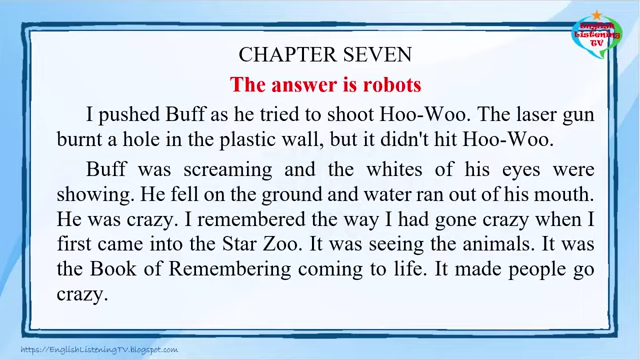 English
Listening
TV
CHAPTER SEVEN
The answer is robots
I pushed Buff as he tried to shoot Hoo-Woo. The laser gun
burnt a hole in the plastic wall, but it didn't hit Hoo-Woo.
Buff was screaming and the whites of his eyes were
showing. He fell on the ground and water ran out of his mouth.
He was crazy. I remembered the way I had gone crazy when I
first came into the Star Zoo. It was seeing the animals. It was
the Book of Remembering coming to life. It made people go
crazy.
https://EnglishListeningTV.blogspot.com